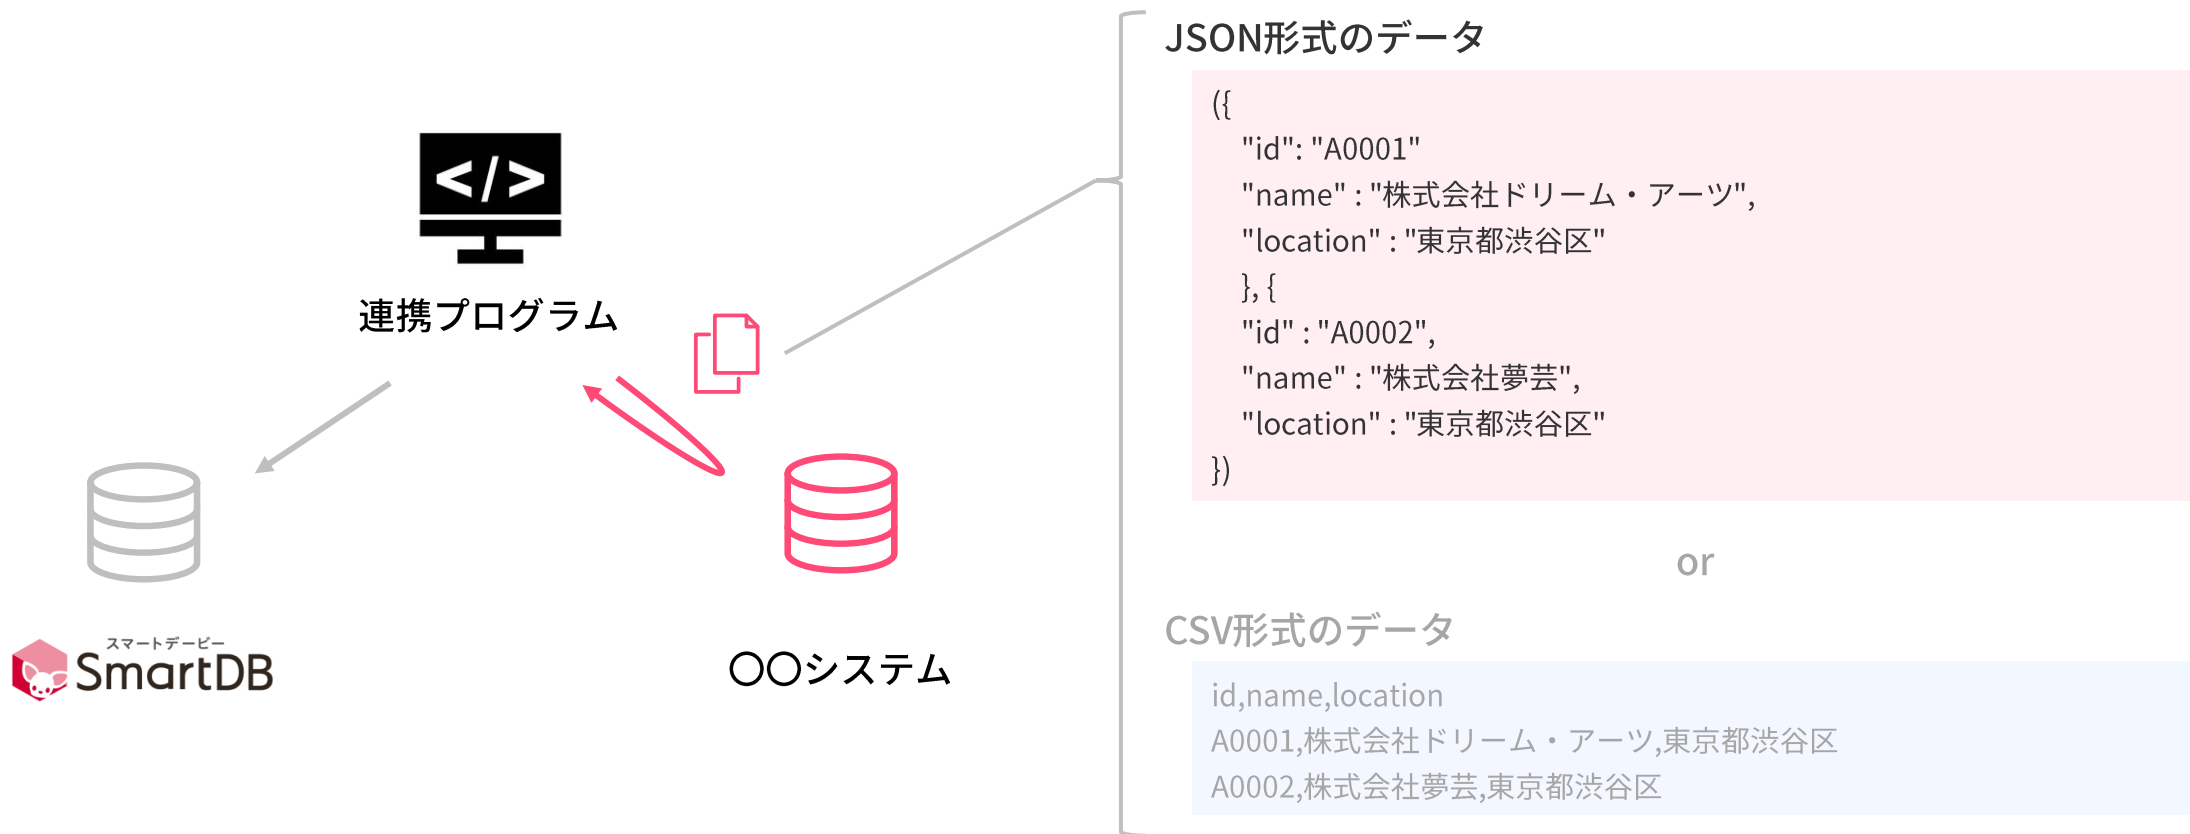 </>
連携プログラム
スマートデービー
SmartDB
〇〇システム
JSON形式のデータ
({
"id": "A0001"
"name" : "株式会社ドリーム・アーツ",
"location" : "東京都渋谷区"
}, {
"id" : "A0002",
"name" : "株式会社夢芸",
"location" : "東京都渋谷区"
})
or
CSV形式のデータ
id,name,location
A0001,株式会社ドリーム・アーツ,東京都渋谷区
A0002,株式会社夢芸,東京都渋谷区